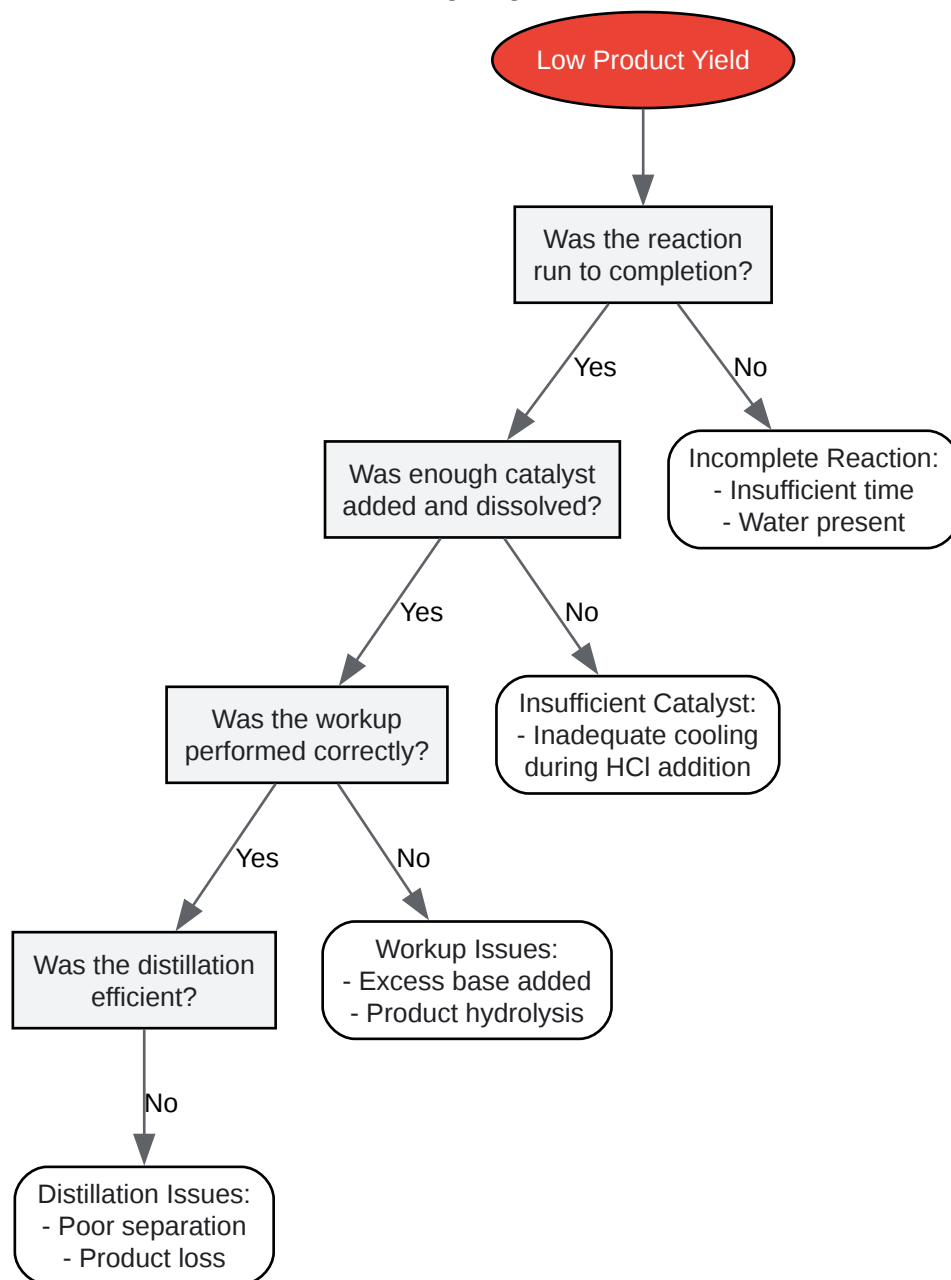 Low Product Yield
Was the reaction
run to completion?
Yes
No
Was enough catalyst
added and dissolved?
Incomplete Reaction:
- Insufficient time
- Water present
Yes
No
Was the workup
performed correctly?
Insufficient Catalyst:
- Inadequate cooling
during HCl addition
Yes
No
Was the distillation
efficient?
Workup Issues:
- Excess base added
- Product hydrolysis
No
Distillation Issues:
- Poor separation
- Product loss